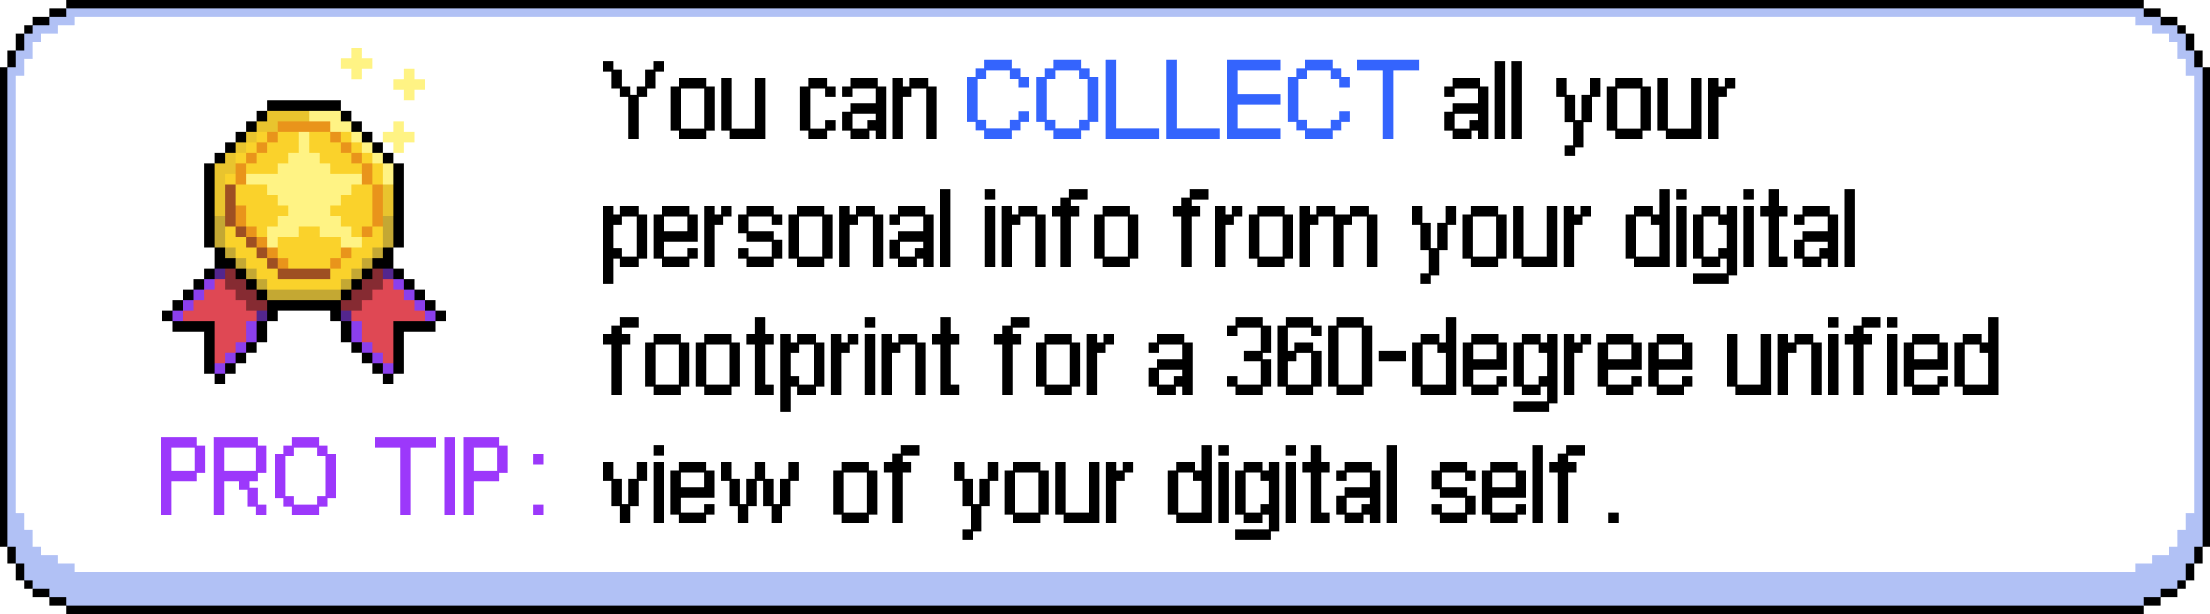 You can COLLECT all your
personal info from your digital
footprint for a 360-degree unified
PRO TIP: view of your digital self.